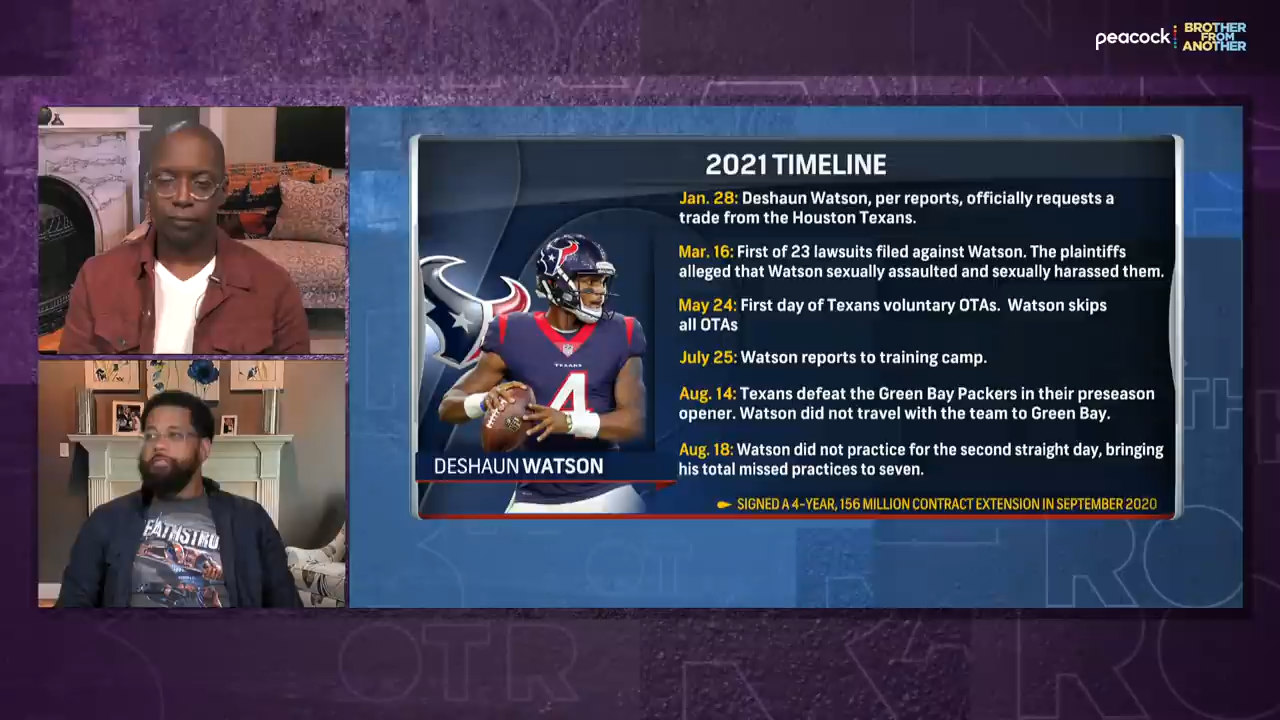 peacock
BROTHER
FROM
ANOTHER
2021 TIMELINE
Jan. 28: Deshaun Watson, per reports, officially requests a
trade from the Houston Texans.
Mar. 16: First of 23 lawsuits filed against Watson. The plaintiffs
alleged that Watson sexually assaulted and sexually harassed them.
May 24: First day of Texans voluntary OTAs. Watson skips
all OTAs
July 25: Watson reports to training camp.
Aug. 14: Texans defeat the Green Bay Packers in their preseason
opener. Watson did not travel with the team to Green Bay.
Aug. 18: Watson did not practice for the second straight day, bringing
his total missed practices to seven.
SIGNED A 4-YEAR, 156 MILLION CONTRACT EXTENSION IN SEPTEMBER 2020
TEXANS
4
DESHAUN WATSON
EATHSTRO